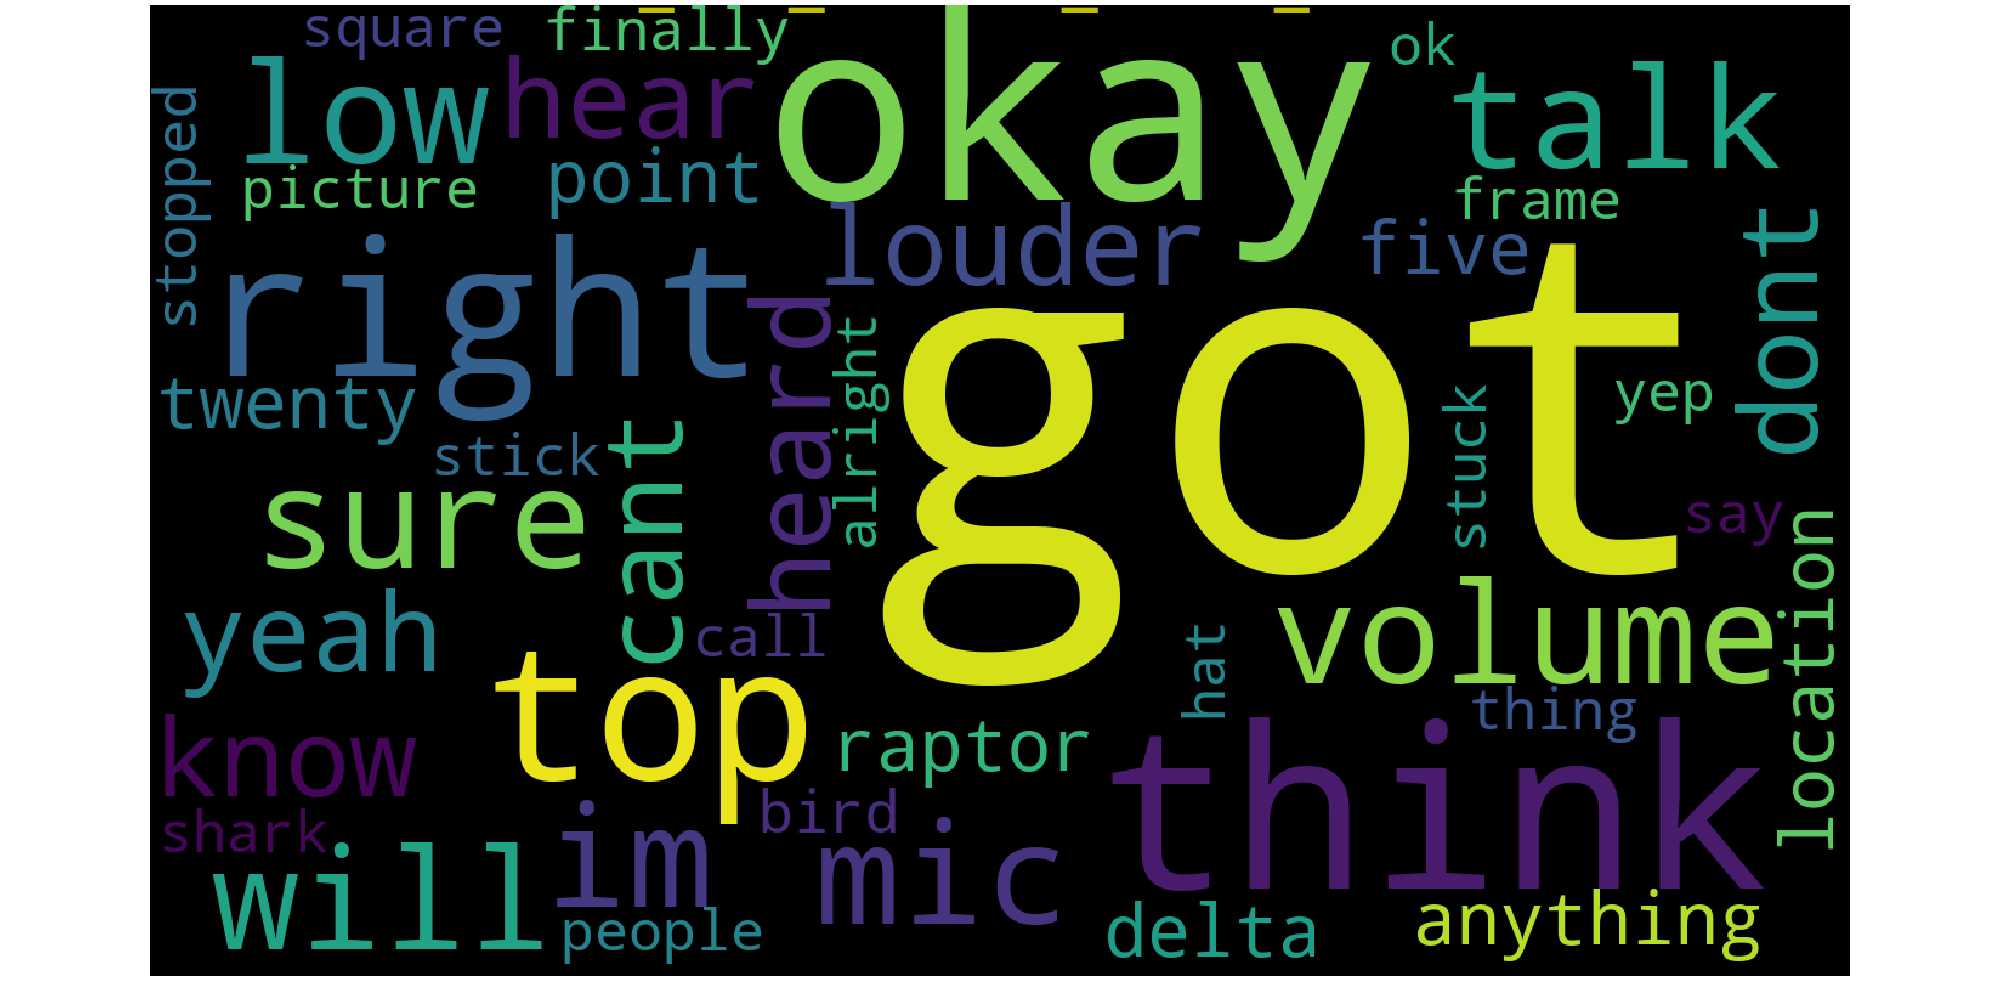 square
finally
okay
ok
low
hear
talk
stopped
picture
point
frame
louder
five
dont
right
heard
got
alright
twenty
stick
cant
stuck
yep
sure
say
location
yeah
call
hat
volume
top
raptor
thing
know
think
shark
bird
will
im
mic
people
delta
anything